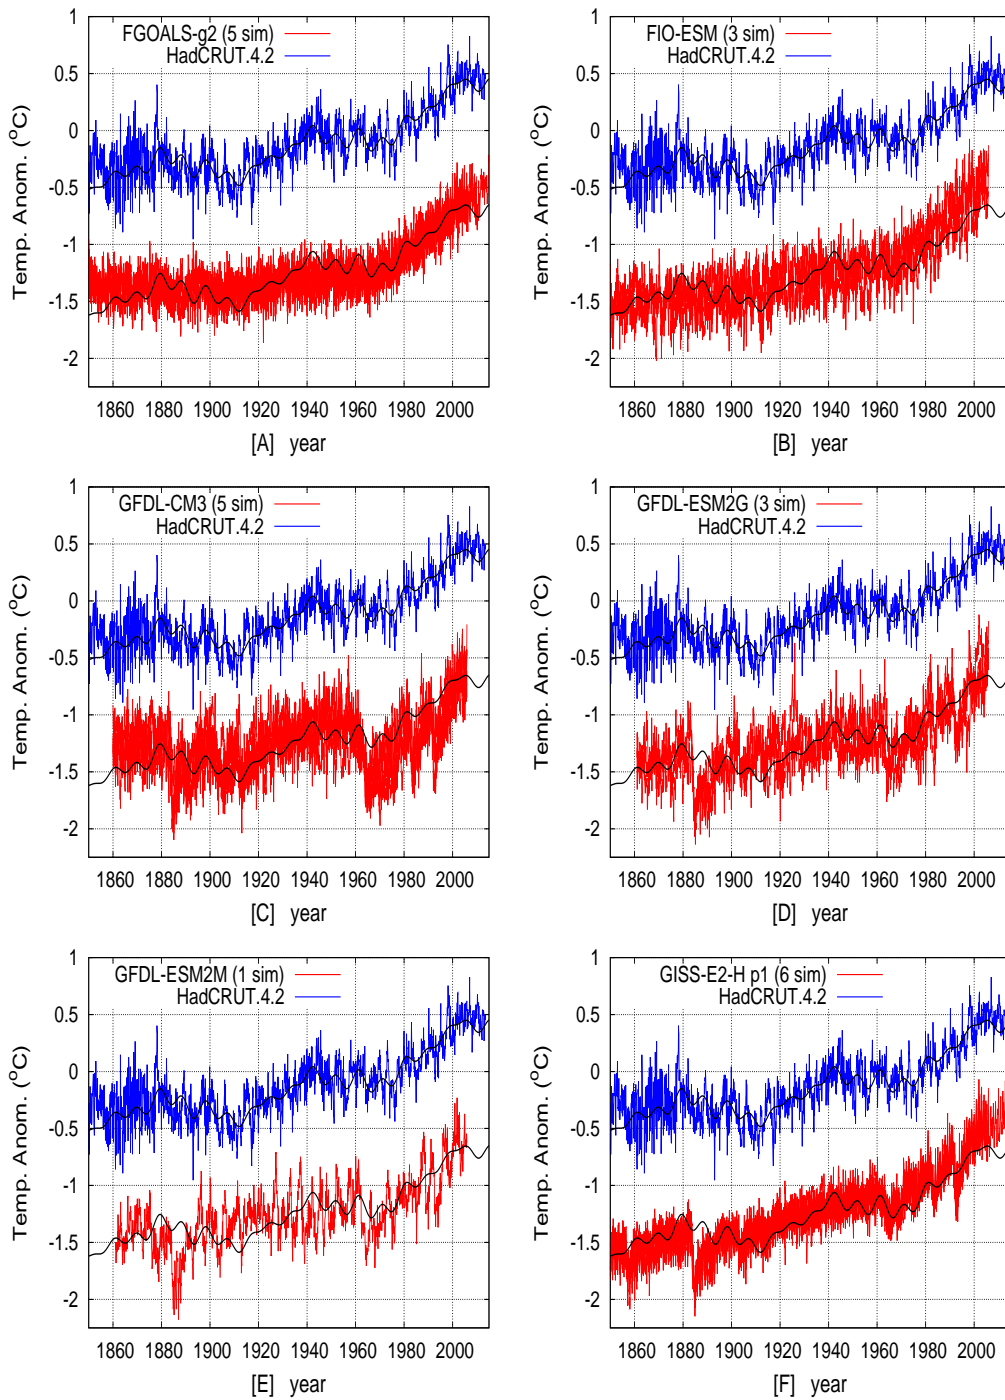 FGOALS-g2 (5 sim)
HadCRUT.4.2
Temp. Anom. (°C)
1
0.5
0
-0.5
-1
-1.5
-2
1860 1880 1900 1920 1940 1960 1980 2000
[A] year
FIO-ESM (3 sim)
HadCRUT.4.2
Temp. Anom. (°C)
1
0.5
0
-0.5
-1
-1.5
-2
1860 1880 1900 1920 1940 1960 1980 2000
[B] year
GFDL-CM3 (5 sim)
HadCRUT.4.2
Temp. Anom. (°C)
1
0.5
0
-0.5
-1
-1.5
-2
1860 1880 1900 1920 1940 1960 1980 2000
[C] year
GFDL-ESM2G (3 sim)
HadCRUT.4.2
Temp. Anom. (°C)
1
0.5
0
-0.5
-1
-1.5
-2
1860 1880 1900 1920 1940 1960 1980 2000
[D] year
GFDL-ESM2M (1 sim)
HadCRUT.4.2
Temp. Anom. (°C)
1
0.5
0
-0.5
-1
-1.5
-2
1860 1880 1900 1920 1940 1960 1980 2000
[E] year
GISS-E2-H p1 (6 sim)
HadCRUT.4.2
Temp. Anom. (°C)
1
0.5
0
-0.5
-1
-1.5
-2
1860 1880 1900 1920 1940 1960 1980 2000
[F] year